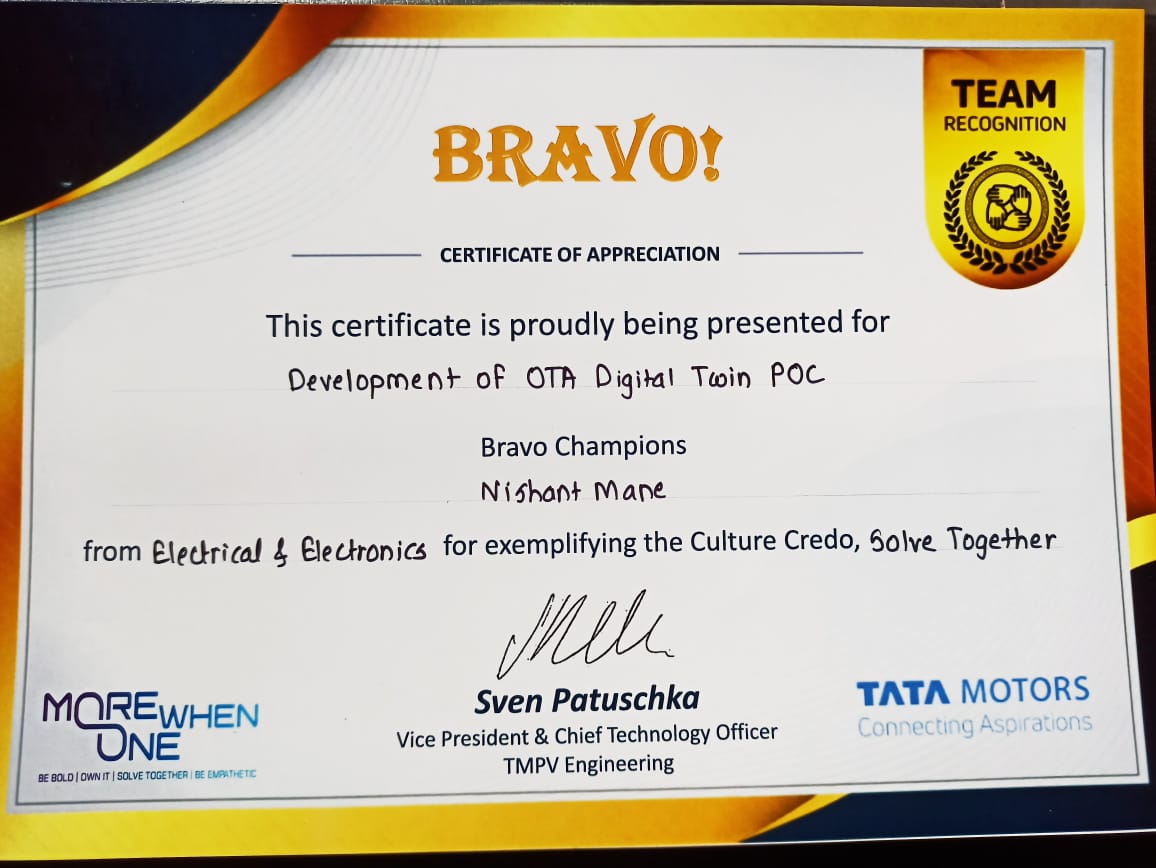 TEAM
RECOGNITION
BRAVO!
CERTIFICATE OF APPRECIATION
This certificate is proudly being presented for
Development of OTA Digital Twin POC
Bravo Champions
Nishant Mane
from Electrical & Electronics for exemplifying the Culture Credo, Solve Together
Sven Patuschka
Vice President & Chief Technology Officer
TMPV Engineering
MORE WHEN
ONE
BE BOLD | OWN IT | SOLVE TOGETHER | BE EMPATHETIC
TATA MOTORS
Connecting Aspirations